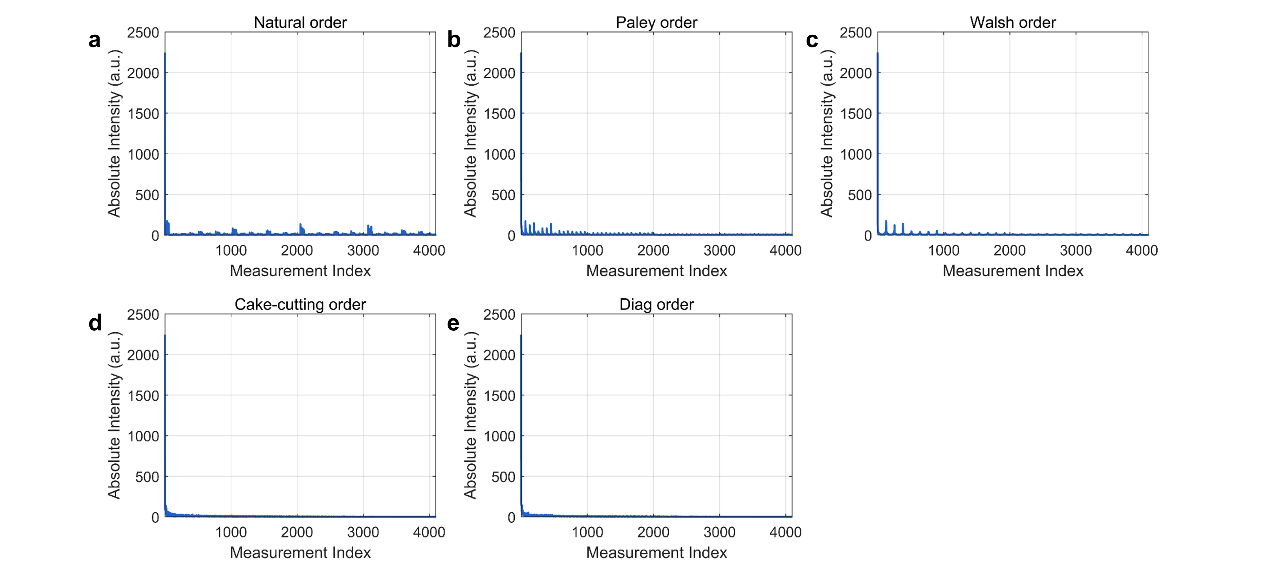 a
Natural order
Absolute Intensity (a.u.)
2500
2000
1500
1000
500
0
1000 2000 3000 4000
Measurement Index
b
Paley order
Absolute Intensity (a.u.)
2500
2000
1500
1000
500
0
1000 2000 3000 4000
Measurement Index
c
Walsh order
Absolute Intensity (a.u.)
2500
2000
1500
1000
500
0
1000 2000 3000 4000
Measurement Index
d
Cake-cutting order
Absolute Intensity (a.u.)
2500
2000
1500
1000
500
0
1000 2000 3000 4000
Measurement Index
e
Diag order
Absolute Intensity (a.u.)
2500
2000
1500
1000
500
0
1000 2000 3000 4000
Measurement Index